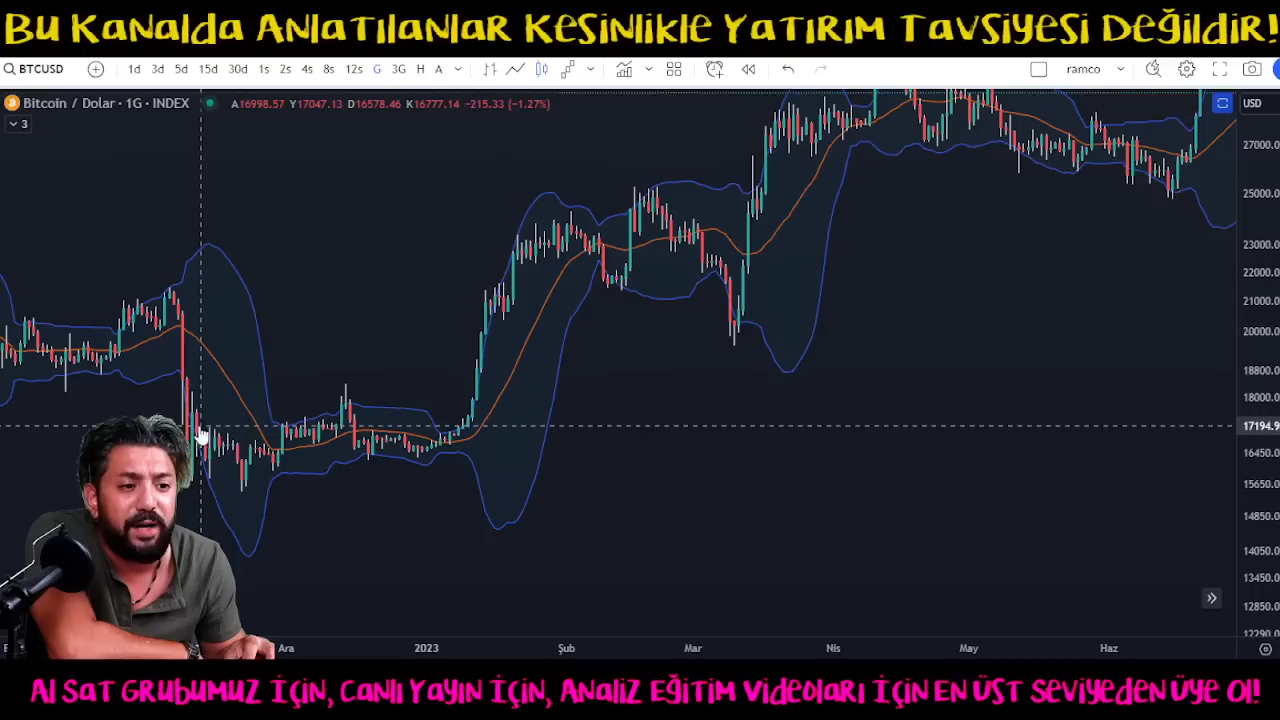 Bu Kanalda Anlatılanlar Kesinlikle Yatırım Tavsiyesi Değildir!
BTCUSD 1d 3d 5d 15d 30d 1s 2s 4s 8s 12s G 3G H A ramco
Bitcoin / Dolar · 1G · INDEX A16998.57 Y17047.13 D16578.46 K16777.14 −215.33 (−1.27%)
USD
3
27000.0
25000.0
23000.0
22000.0
21000.0
20000.0
18800.0
18000.0
17194.9
16450.0
15650.0
14850.0
14050.0
13450.0
12850.0
12290.0
Ara 2023 Şub Mar Nis May Haz
Al Sat Grubumuz İçin, Canlı Yayın İçin, Analiz Eğitim Videoları İçin En Üst Seviyeden Üye Ol!